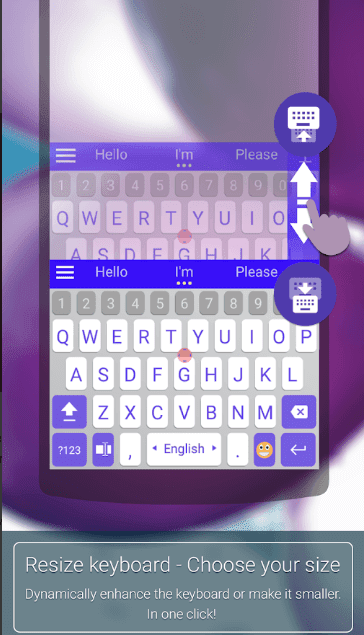 Hello I'm Please
1 2 3 4 5 6 7 8 9 0
Q W E R T Y U I O
A S D F G H J K
Hello I'm Please
1 2 3 4 5 6 7 8 9
Q W E R T Y U I O P
A S D F G H J K L
Z X C V B N M
?123 , English .
Resize keyboard - Choose your size
Dynamically enhance the keyboard or make it smaller.
In one click!